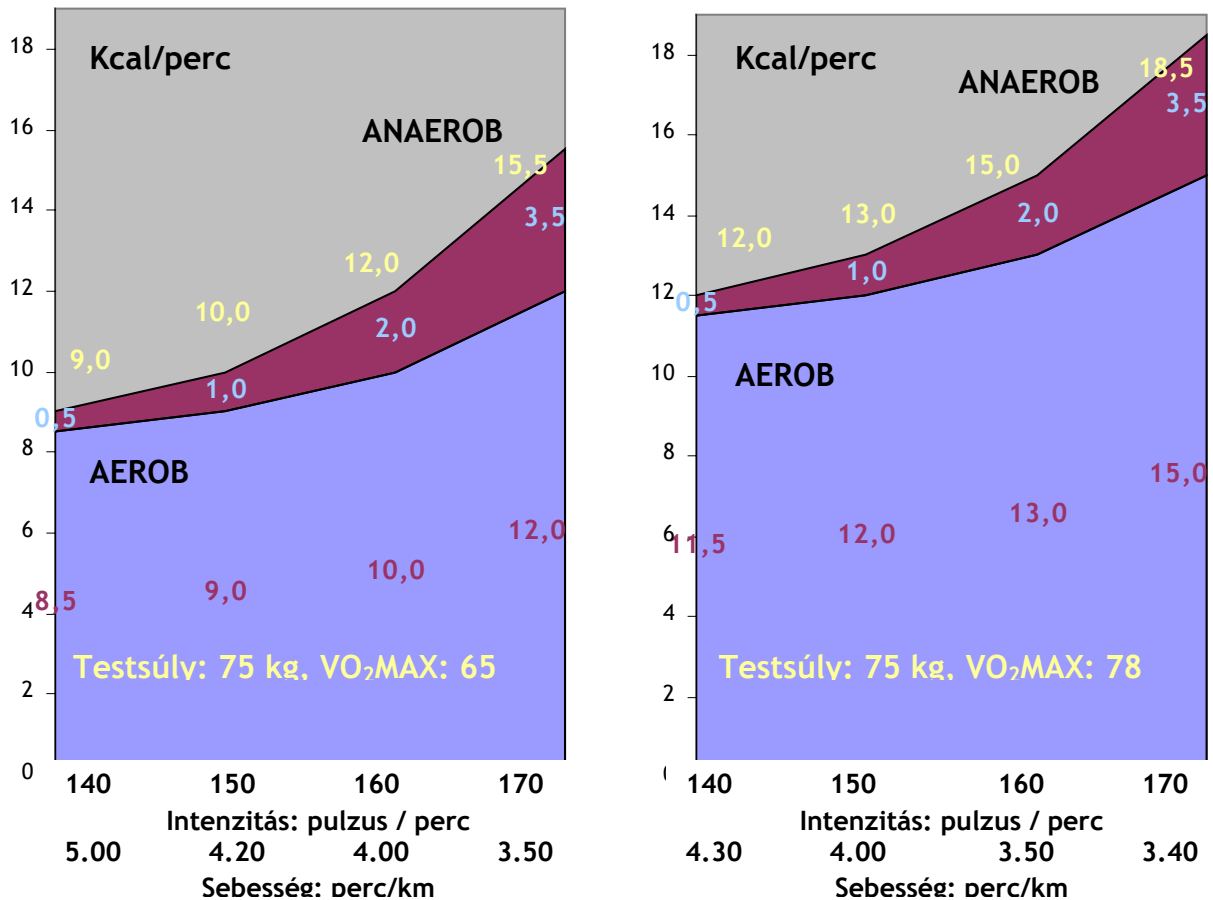 18
Kcal/perc
16
ANAEROB
15,5
14
3,5
12
12,0
10,0
2,0
10
9,0
1,0
0,5
8
AEROB
6
12,0
10,0
9,0
8,5
4
Testsúly: 75 kg, VO₂MAX: 65
2
0
140 150 160 170
Intenzitás: pulzus / perc
5.00 4.20 4.00 3.50
Sebesség: perc/km
18
Kcal/perc
18,5
ANAEROB
3,5
16
15,0
14
13,0
2,0
12,0
1,0
12
0,5
10
AEROB
8
15,0
6
13,0
12,0
11,5
4
Testsúly: 75 kg, VO₂MAX: 78
2
140 150 160 170
Intenzitás: pulzus / perc
4.30 4.00 3.50 3.40
Sebesség: perc/km